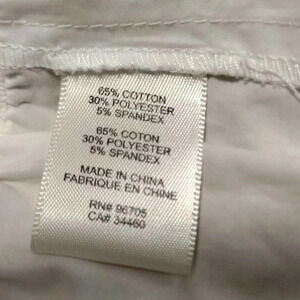 65% COTTON
30% POLYESTER
5% SPANDEX
65% COTON
30% POLYESTER
5% SPANDEX
MADE IN CHINA
FABRIQUE EN CHINE
RN# 96705
CA# 34460